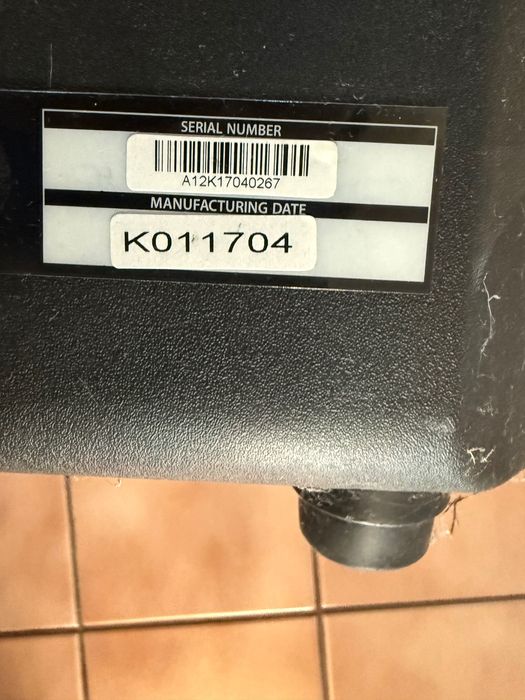 SERIAL NUMBER
A12K17040267
MANUFACTURING DATE
K011704